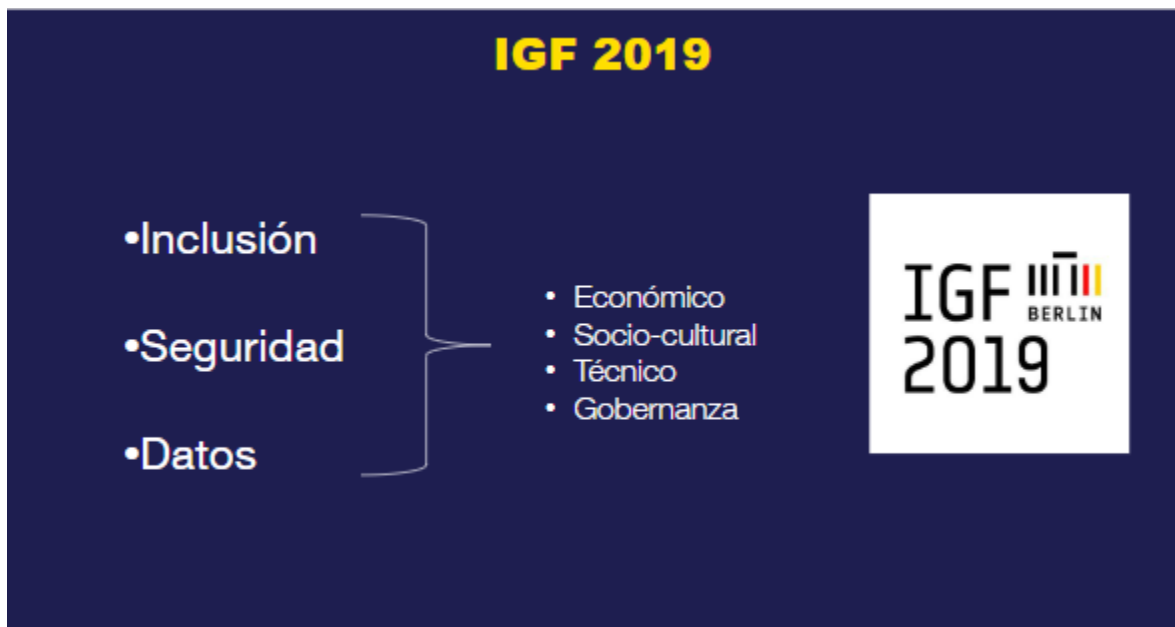 IGF 2019
•Inclusión
•Seguridad
•Datos
• Económico
• Socio-cultural
• Técnico
• Gobernanza
IGF
BERLIN
2019